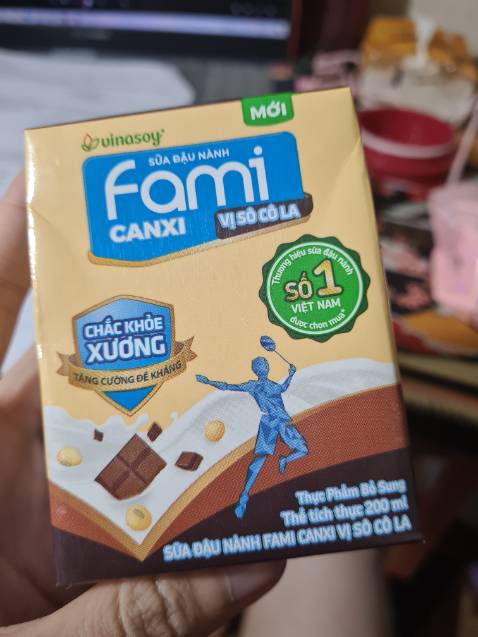 MỚI
vinasoy
SỮA ĐẬU NÀNH
Fami
CANXI
VỊ SÔ CÔ LA
Thương hiệu sữa đậu nành
SỐ 1
VIỆT NAM
được chọn mua*
CHẮC KHỎE
XƯƠNG
TĂNG CƯỜNG ĐỀ KHÁNG
Thực Phẩm Bổ Sung
Thể tích thực 200 ml
SỮA ĐẬU NÀNH FAMI CANXI VỊ SÔ CÔ LA